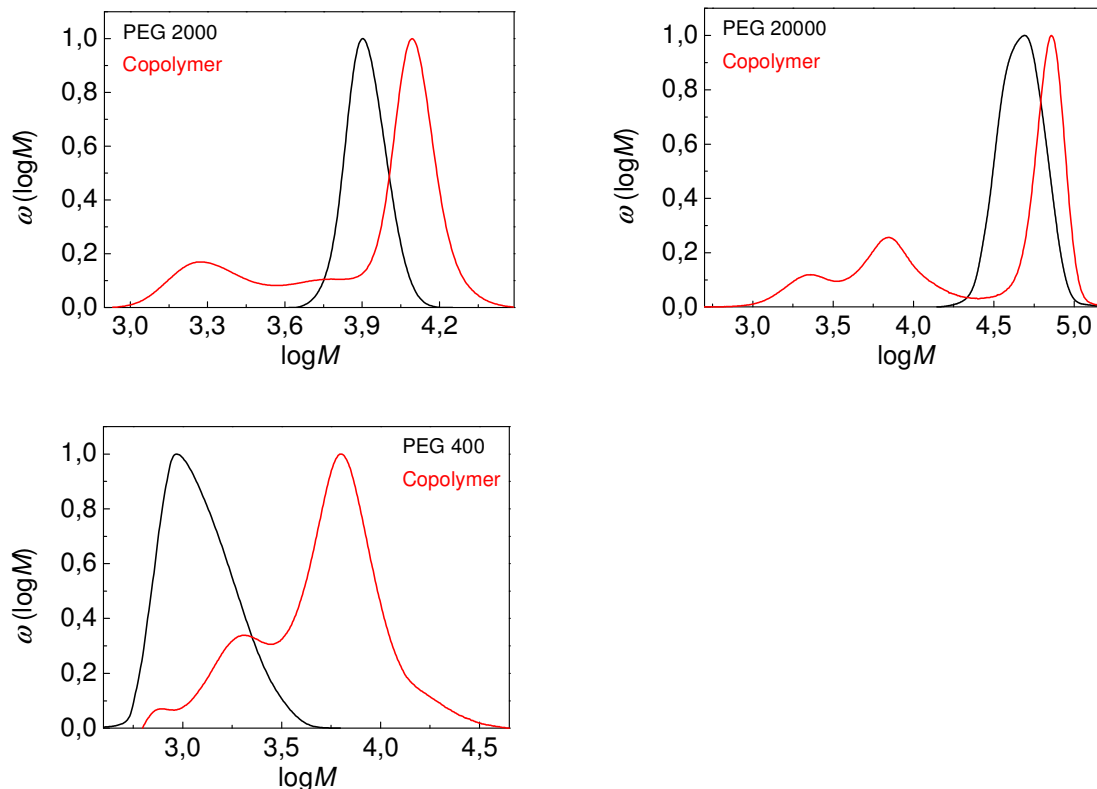 PEG 2000
Copolymer
1,0
0,8
0,6
0,4
0,2
0,0
ω (logM)
3,0 3,3 3,6 3,9 4,2
logM
PEG 20000
Copolymer
1,0
0,8
0,6
0,4
0,2
0,0
ω (logM)
3,0 3,5 4,0 4,5 5,0
logM
PEG 400
Copolymer
1,0
0,8
0,6
0,4
0,2
0,0
ω (logM)
3,0 3,5 4,0 4,5
logM